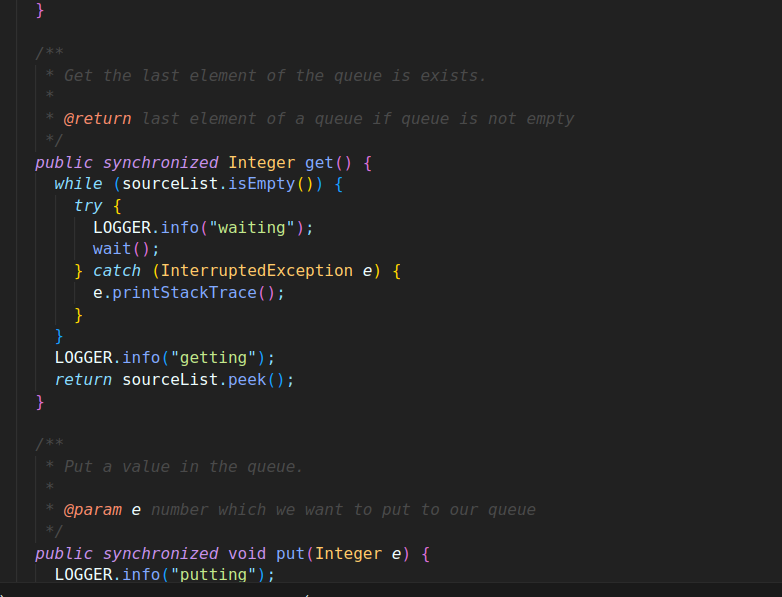 }
/**
* Get the last element of the queue is exists.
*
* @return last element of a queue if queue is not empty
*/
public synchronized Integer get() {
while (sourceList.isEmpty()) {
try {
LOGGER.info("waiting");
wait();
} catch (InterruptedException e) {
e.printStackTrace();
}
}
LOGGER.info("getting");
return sourceList.peek();
}
/**
* Put a value in the queue.
*
* @param e number which we want to put to our queue
*/
public synchronized void put(Integer e) {
LOGGER.info("putting");